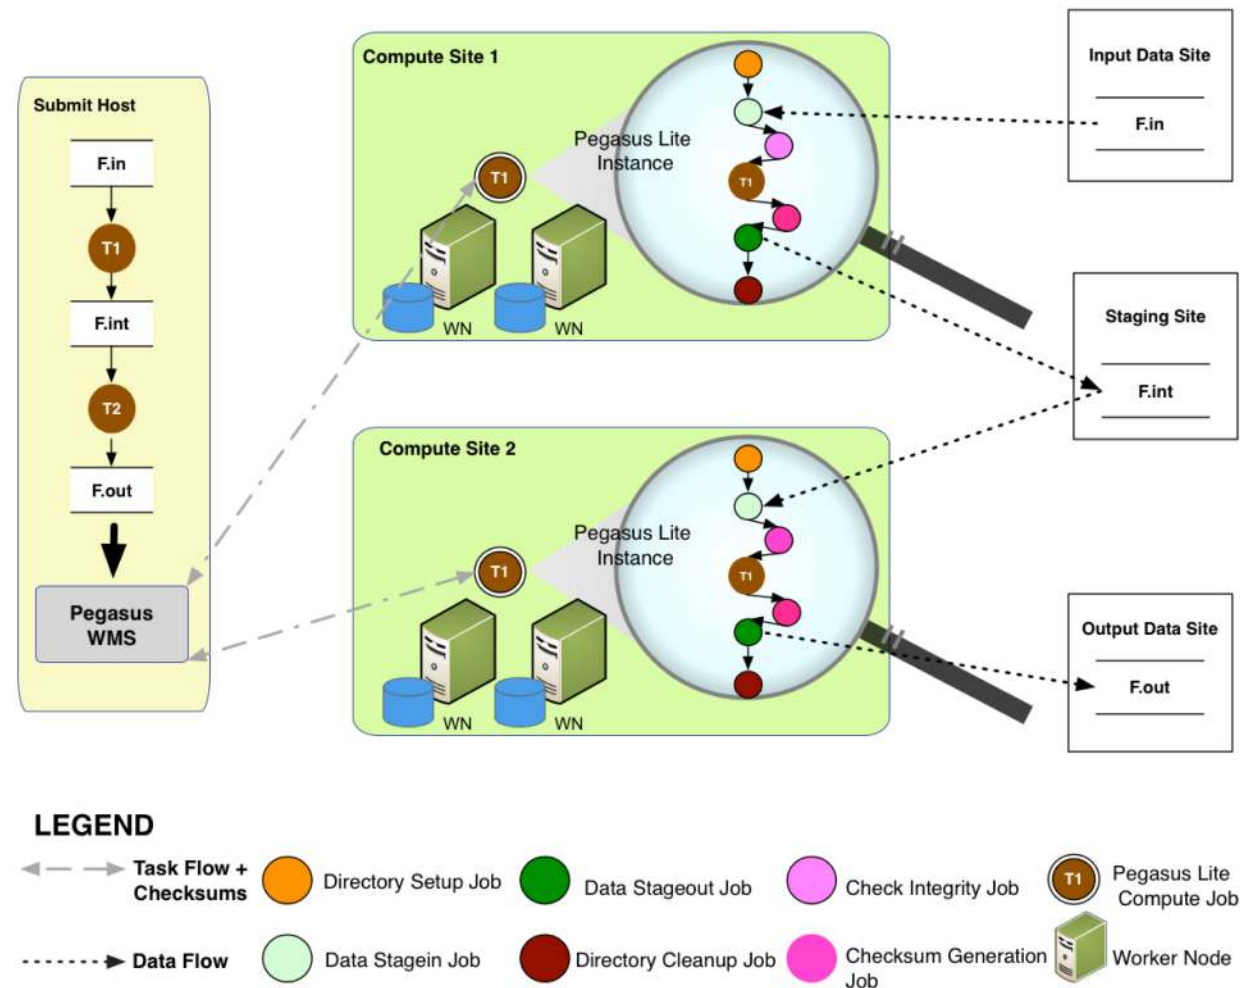 Submit Host
F.in
T1
F.int
T2
F.out
Pegasus
WMS
Compute Site 1
Pegasus Lite
Instance
T1
T1
WN
WN
Compute Site 2
Pegasus Lite
Instance
T1
T1
WN
WN
Input Data Site
F.in
Staging Site
F.int
Output Data Site
F.out
LEGEND
Task Flow +
Checksums
Directory Setup Job
Data Stageout Job
Check Integrity Job
T1
Pegasus Lite
Compute Job
Data Flow
Data Stagein Job
Directory Cleanup Job
Checksum Generation
Job
Worker Node